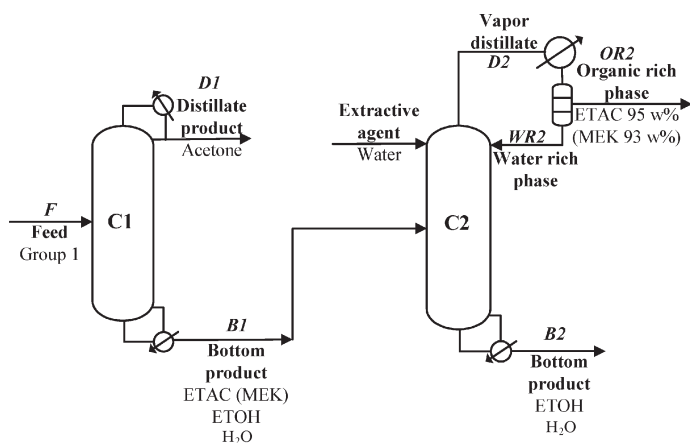 D1
Distillate
product
Acetone
F
Feed
Group 1
C1
B1
Bottom
product
ETAC (MEK)
ETOH
H₂O
Vapor
distillate
D2
OR2
Organic rich
phase
ETAC 95 w%
(MEK 93 w%)
Extractive
agent
Water
WR2
Water rich
phase
C2
B2
Bottom
product
ETOH
H₂O